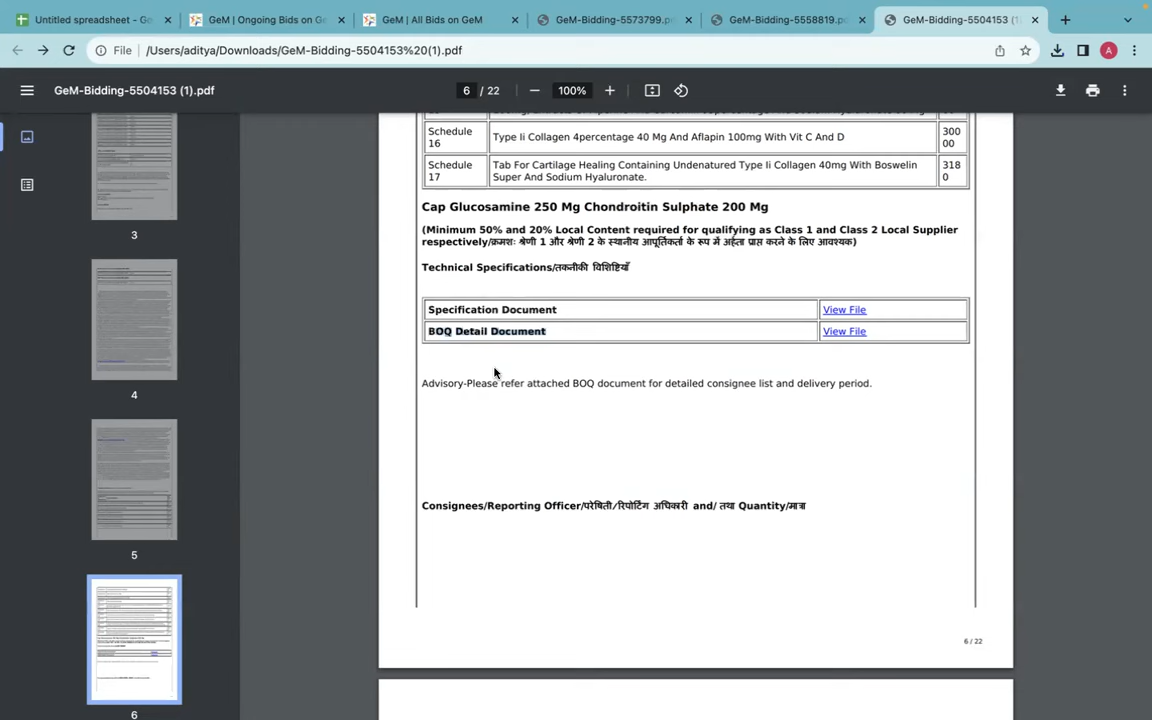 Untitled spreadsheet - Go
GeM | Ongoing Bids on Ge
GeM | All Bids on GeM
GeM-Bidding-5573799.p
GeM-Bidding-5558819.p
GeM-Bidding-5504153 (1
File
/Users/aditya/Downloads/GeM-Bidding-5504153%20(1).pdf
A
GeM-Bidding-5504153 (1).pdf
6 / 22
100%
Schedule 16
Type Ii Collagen 4percentage 40 Mg And Aflapin 100mg With Vit C And D
300
00
Schedule 17
Tab For Cartilage Healing Containing Undenatured Type Ii Collagen 40mg With Boswelin
Super And Sodium Hyaluronate.
318
0
Cap Glucosamine 250 Mg Chondroitin Sulphate 200 Mg
(Minimum 50% and 20% Local Content required for qualifying as Class 1 and Class 2 Local Supplier
respectively/क्रमशः श्रेणी 1 और श्रेणी 2 के स्थानीय आपूर्तिकर्ता के रूप में अर्हता प्राप्त करने के लिए आवश्यक)
Technical Specifications/तकनीकी विशिष्टियाँ
Specification Document
View File
BOQ Detail Document
View File
Advisory-Please refer attached BOQ document for detailed consignee list and delivery period.
Consignees/Reporting Officer/परेषिती/रिपोर्टिंग अधिकारी and/ तथा Quantity/मात्रा
6 / 22
3
4
5
6